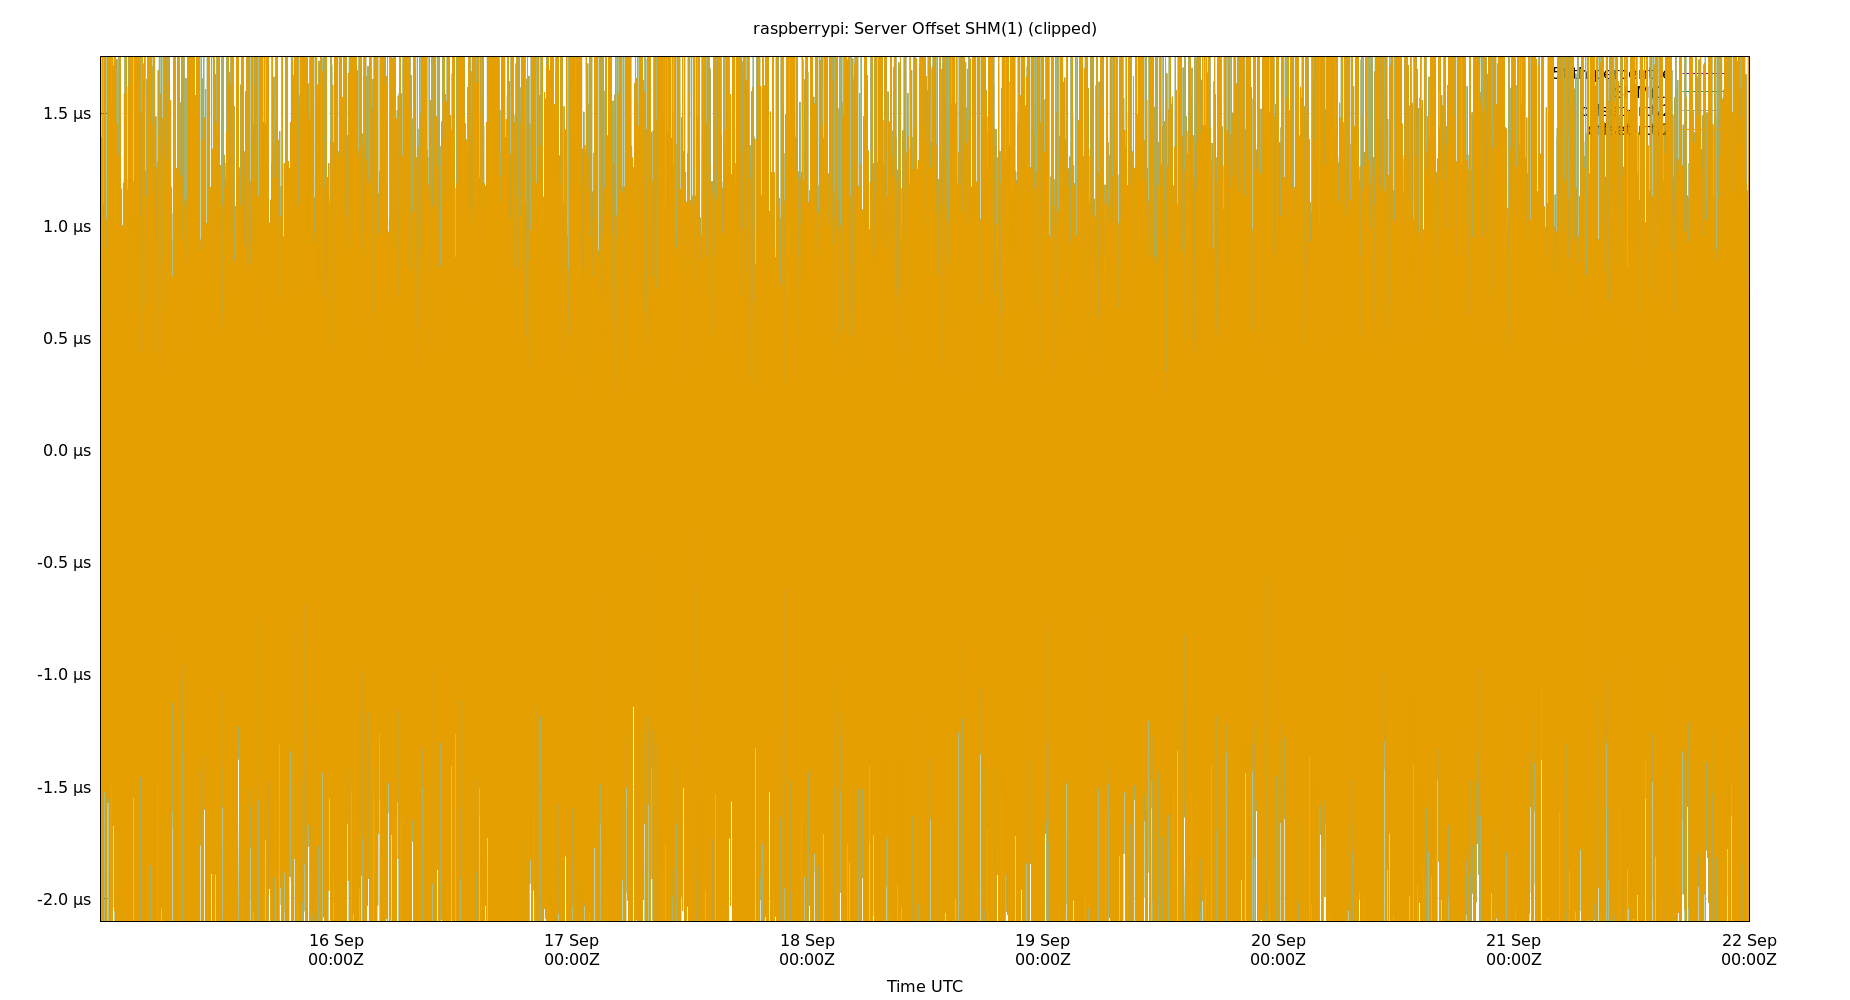 raspberrypi: Server Offset SHM(1) (clipped)
1.5 µs
1.0 µs
0.5 µs
0.0 µs
-0.5 µs
-1.0 µs
-1.5 µs
-2.0 µs
16 Sep 17 Sep 18 Sep 19 Sep 20 Sep 21 Sep 22 Sep
00:00Z 00:00Z 00:00Z 00:00Z 00:00Z 00:00Z 00:00Z
Time UTC